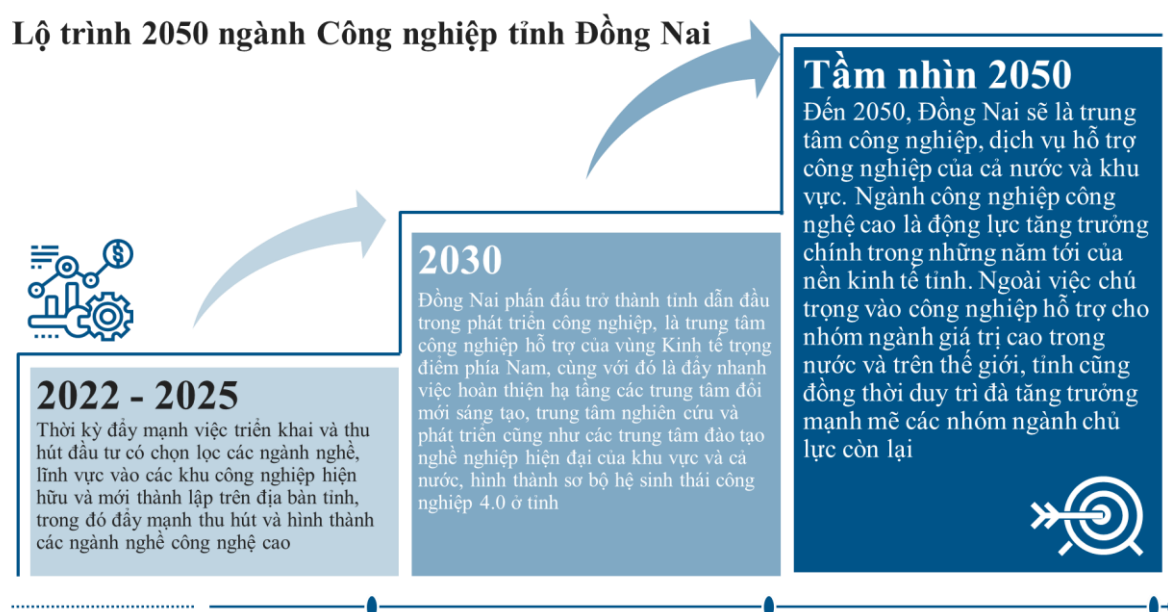 Lộ trình 2050 ngành Công nghiệp tỉnh Đồng Nai
2022 - 2025
Thời kỳ đẩy mạnh việc triển khai và thu
hút đầu tư có chọn lọc các ngành nghề,
lĩnh vực vào các khu công nghiệp hiện
hữu và mới thành lập trên địa bàn tỉnh,
trong đó đẩy mạnh thu hút và hình thành
các ngành nghề công nghệ cao
2030
Đồng Nai phấn đấu trở thành tỉnh dẫn đầu
trong phát triển công nghiệp, là trung tâm
công nghiệp hỗ trợ của vùng Kinh tế trọng
điểm phía Nam, cùng với đó là đẩy nhanh
việc hoàn thiện hạ tầng các trung tâm đổi
mới sáng tạo, trung tâm nghiên cứu và
phát triển cũng như các trung tâm đào tạo
nghề nghiệp hiện đại của khu vực và cả
nước, hình thành sơ bộ hệ sinh thái công
nghiệp 4.0 ở tỉnh
Tầm nhìn 2050
Đến 2050, Đồng Nai sẽ là trung
tâm công nghiệp, dịch vụ hỗ trợ
công nghiệp của cả nước và khu
vực. Ngành công nghiệp công
nghệ cao là động lực tăng trưởng
chính trong những năm tới của
nền kinh tế tỉnh. Ngoài việc chú
trọng vào công nghiệp hỗ trợ cho
nhóm ngành giá trị cao trong
nước và trên thế giới, tỉnh cũng
đồng thời duy trì đà tăng trưởng
mạnh mẽ các nhóm ngành chủ
lực còn lại